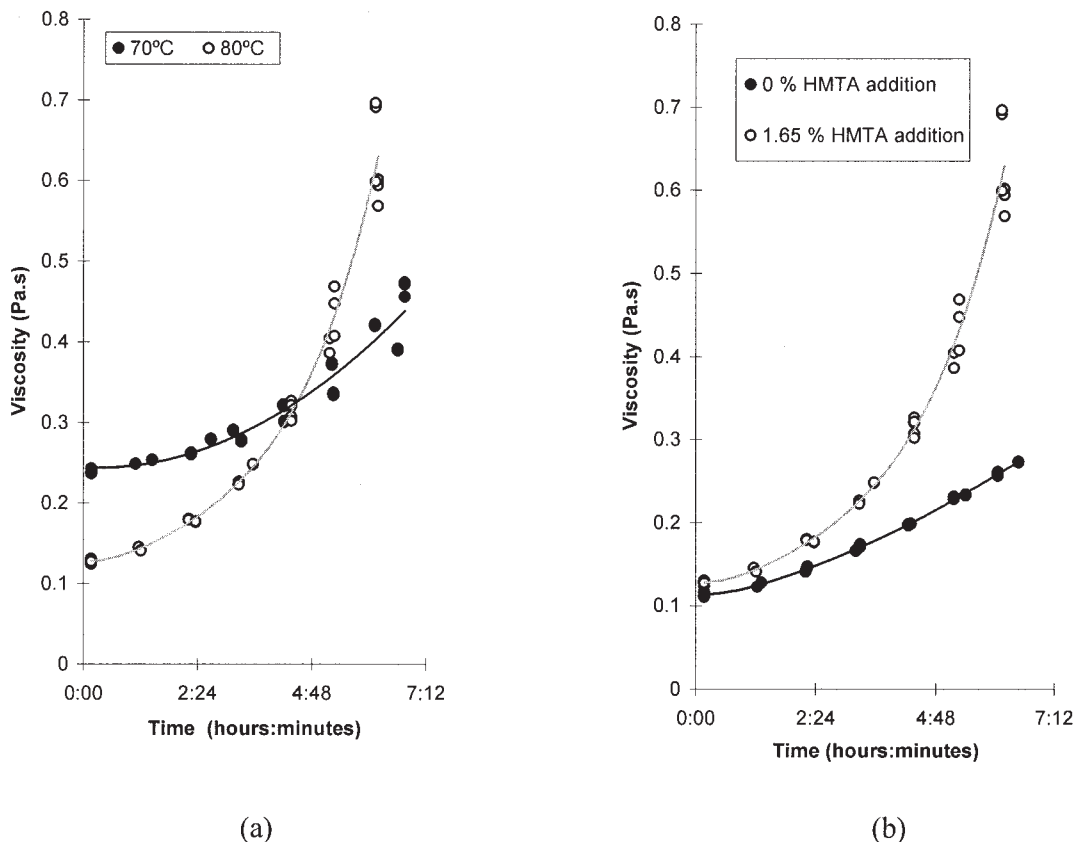 70ºC
80ºC
0.8
0.7
0.6
0.5
0.4
0.3
0.2
0.1
0
Viscosity (Pa.s)
0:00
2:24
4:48
7:12
Time (hours:minutes)
(a)
0 % HMTA addition
1.65 % HMTA addition
0.8
0.7
0.6
0.5
0.4
0.3
0.2
0.1
0
Viscosity (Pa.s)
0:00
2:24
4:48
7:12
Time (hours:minutes)
(b)